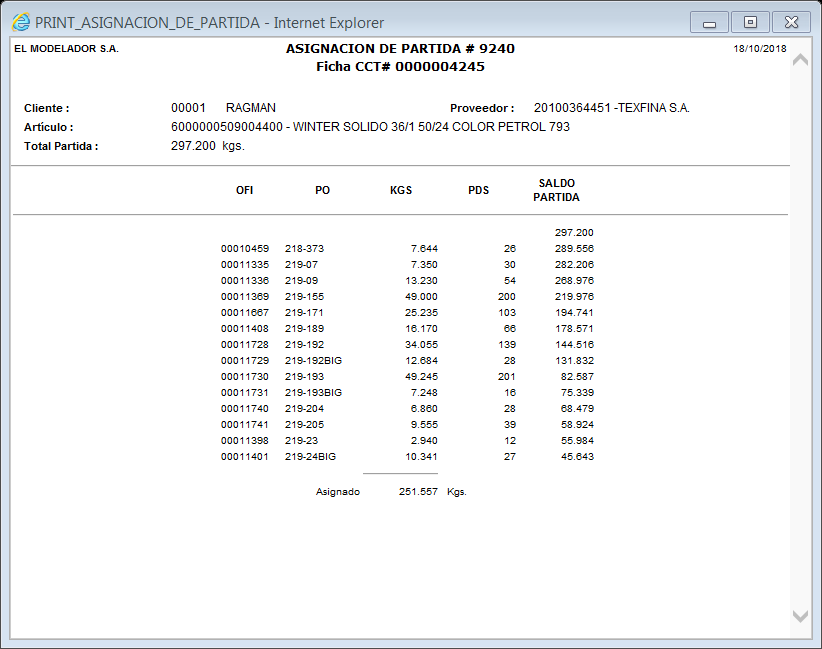 PRINT_ASIGNACION_DE_PARTIDA - Internet Explorer
EL MODELADOR S.A. ASIGNACION DE PARTIDA # 9240 18/10/2018
Ficha CCT# 0000004245
Cliente : 00001 RAGMAN Proveedor : 20100364451 -TEXFINA S.A.
Artículo : 6000000509004400 - WINTER SOLIDO 36/1 50/24 COLOR PETROL 793
Total Partida : 297.200 kgs.
OFI PO KGS PDS SALDO PARTIDA
297.200
00010459 218-373 7.644 26 289.556
00011335 219-07 7.350 30 282.206
00011336 219-09 13.230 54 268.976
00011369 219-155 49.000 200 219.976
00011667 219-171 25.235 103 194.741
00011408 219-189 16.170 66 178.571
00011728 219-192 34.055 139 144.516
00011729 219-192BIG 12.684 28 131.832
00011730 219-193 49.245 201 82.587
00011731 219-193BIG 7.248 16 75.339
00011740 219-204 6.860 28 68.479
00011741 219-205 9.555 39 58.924
00011398 219-23 2.940 12 55.984
00011401 219-24BIG 10.341 27 45.643
Asignado 251.557 Kgs.